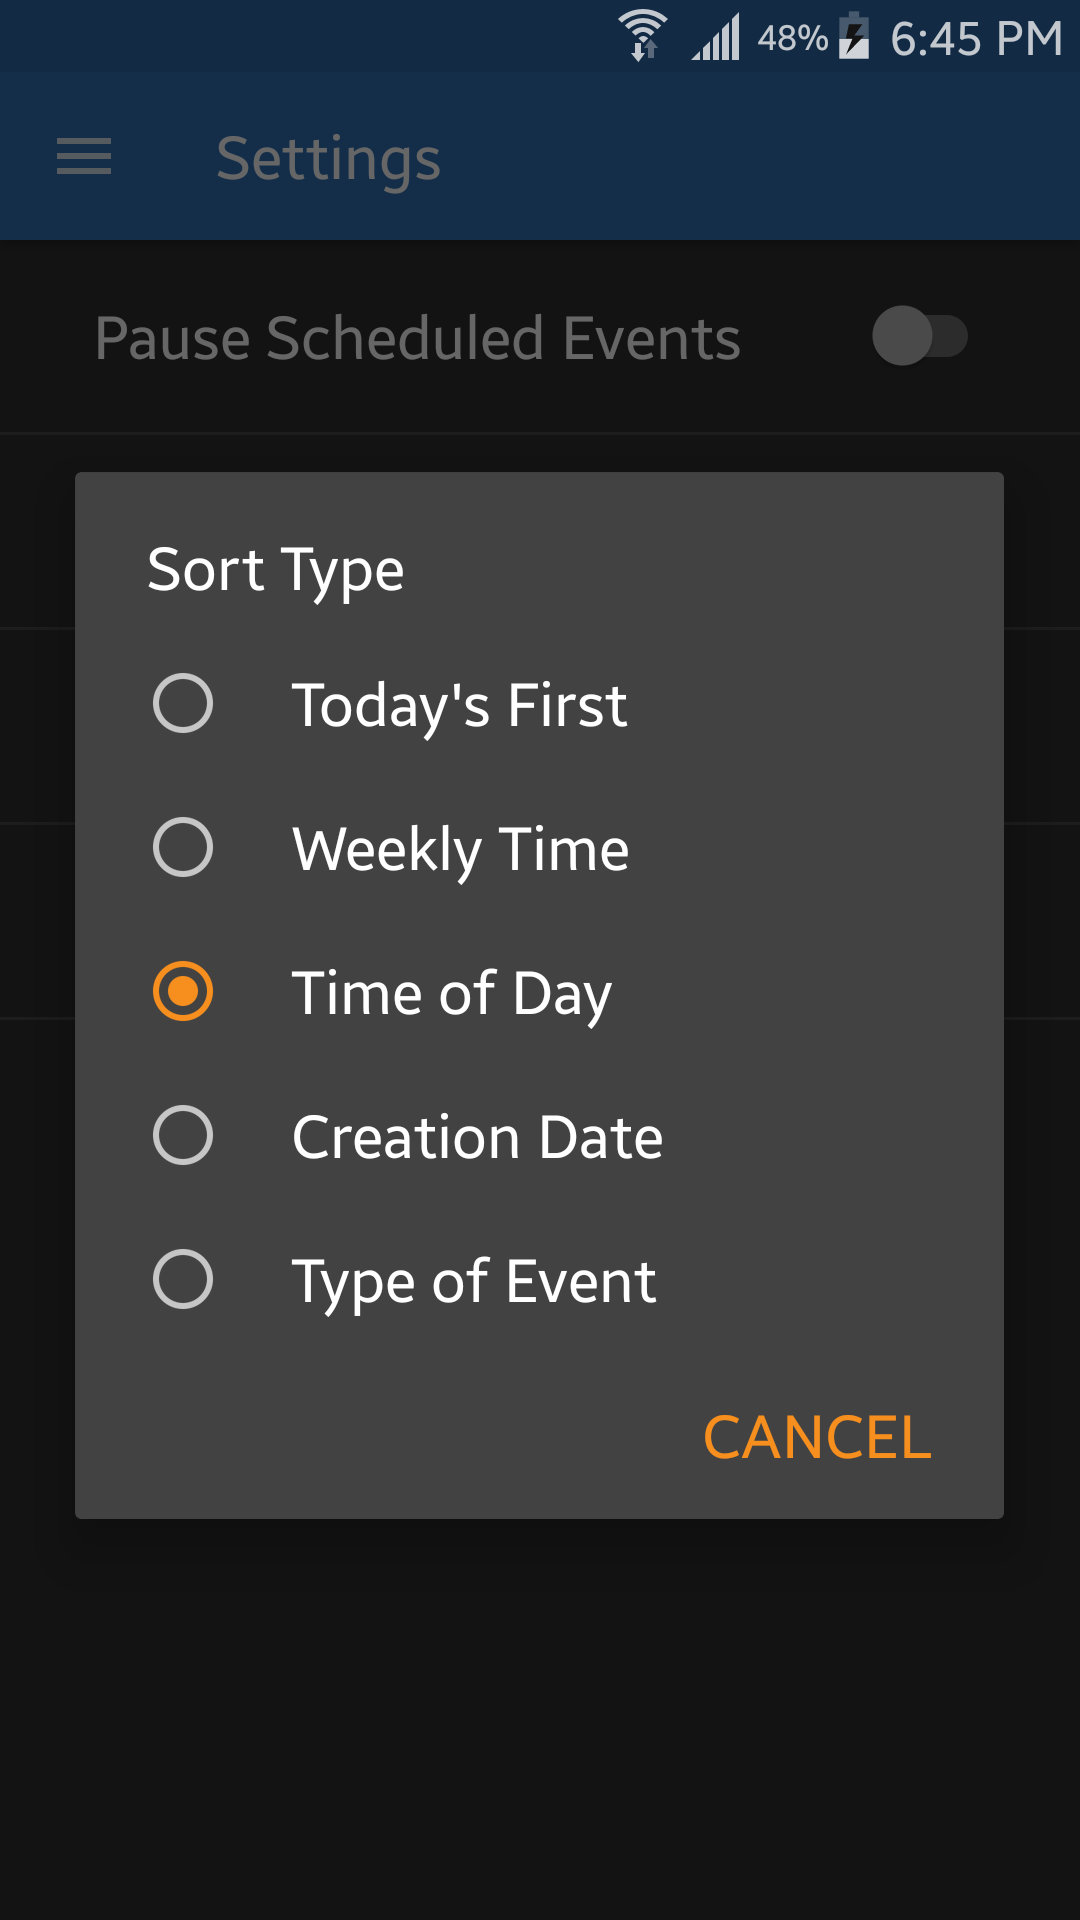 48% 6:45 PM
Settings
Pause Scheduled Events
Sort Type
Today's First
Weekly Time
Time of Day
Creation Date
Type of Event
CANCEL